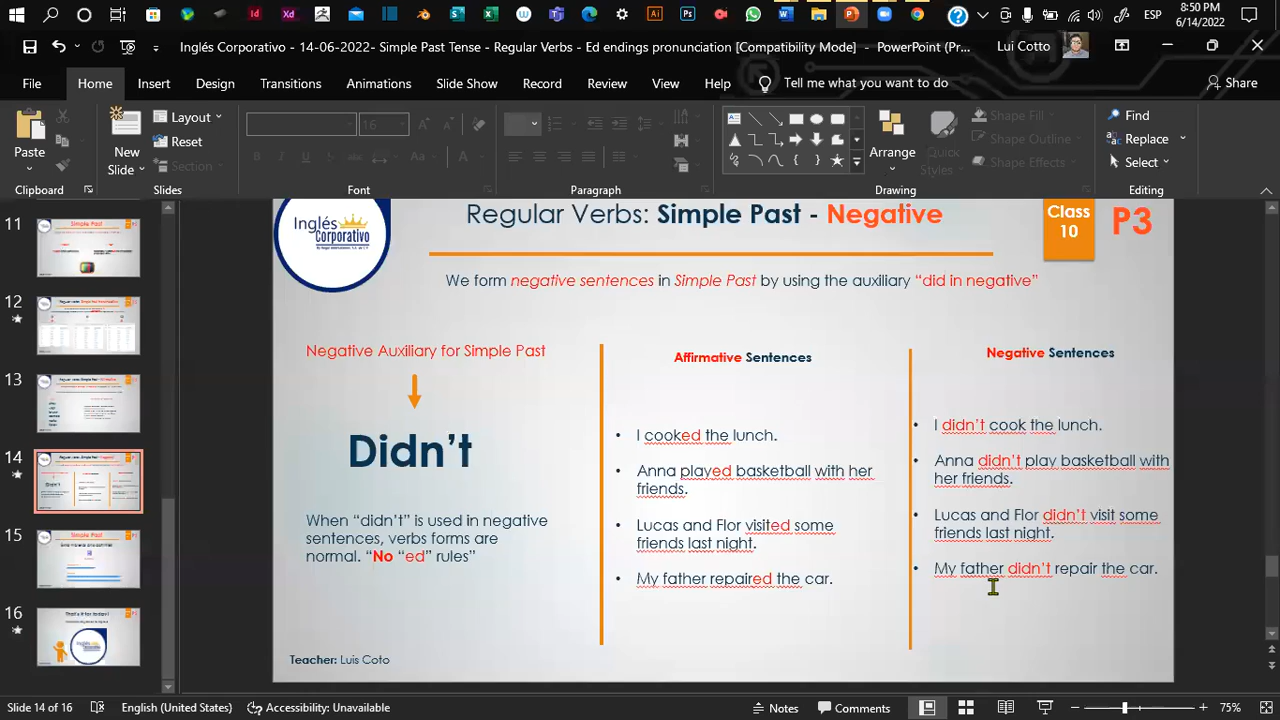 8:50 PM
ESP
6/14/2022
Inglés Corporativo - 14-06-2022- Simple Past Tense - Regular Verbs - Ed endings pronunciation [Compatibility Mode] - PowerPoint (Pr...
Lui Cotto
File Home Insert Design Transitions Animations Slide Show Record Review View Help Tell me what you want to do Share
Paste
New Slide
Layout
Reset
Section
16
Arrange
Quick Styles
Shape Fill
Shape Outline
Shape Effects
Find
Replace
Select
Clipboard Slides Font Paragraph Drawing Editing
11
12
13
14
15
16
Inglés
Corporativo
Regular Verbs: Simple Past - Negative
Class
10
P3
We form negative sentences in Simple Past by using the auxiliary “did in negative”
Negative Auxiliary for Simple Past
Didn’t
When “didn’t” is used in negative
sentences, verbs forms are
normal. “No “ed” rules”
Affirmative Sentences
• I cooked the lunch.
• Anna played basketball with her
friends.
• Lucas and Flor visited some
friends last night.
• My father repaired the car.
Negative Sentences
• I didn’t cook the lunch.
• Anna didn’t play basketball with
her friends.
• Lucas and Flor didn’t visit some
friends last night.
• My father didn’t repair the car.
Teacher: Luis Coto
Slide 14 of 16 English (United States) Accessibility: Unavailable Notes Comments 75%